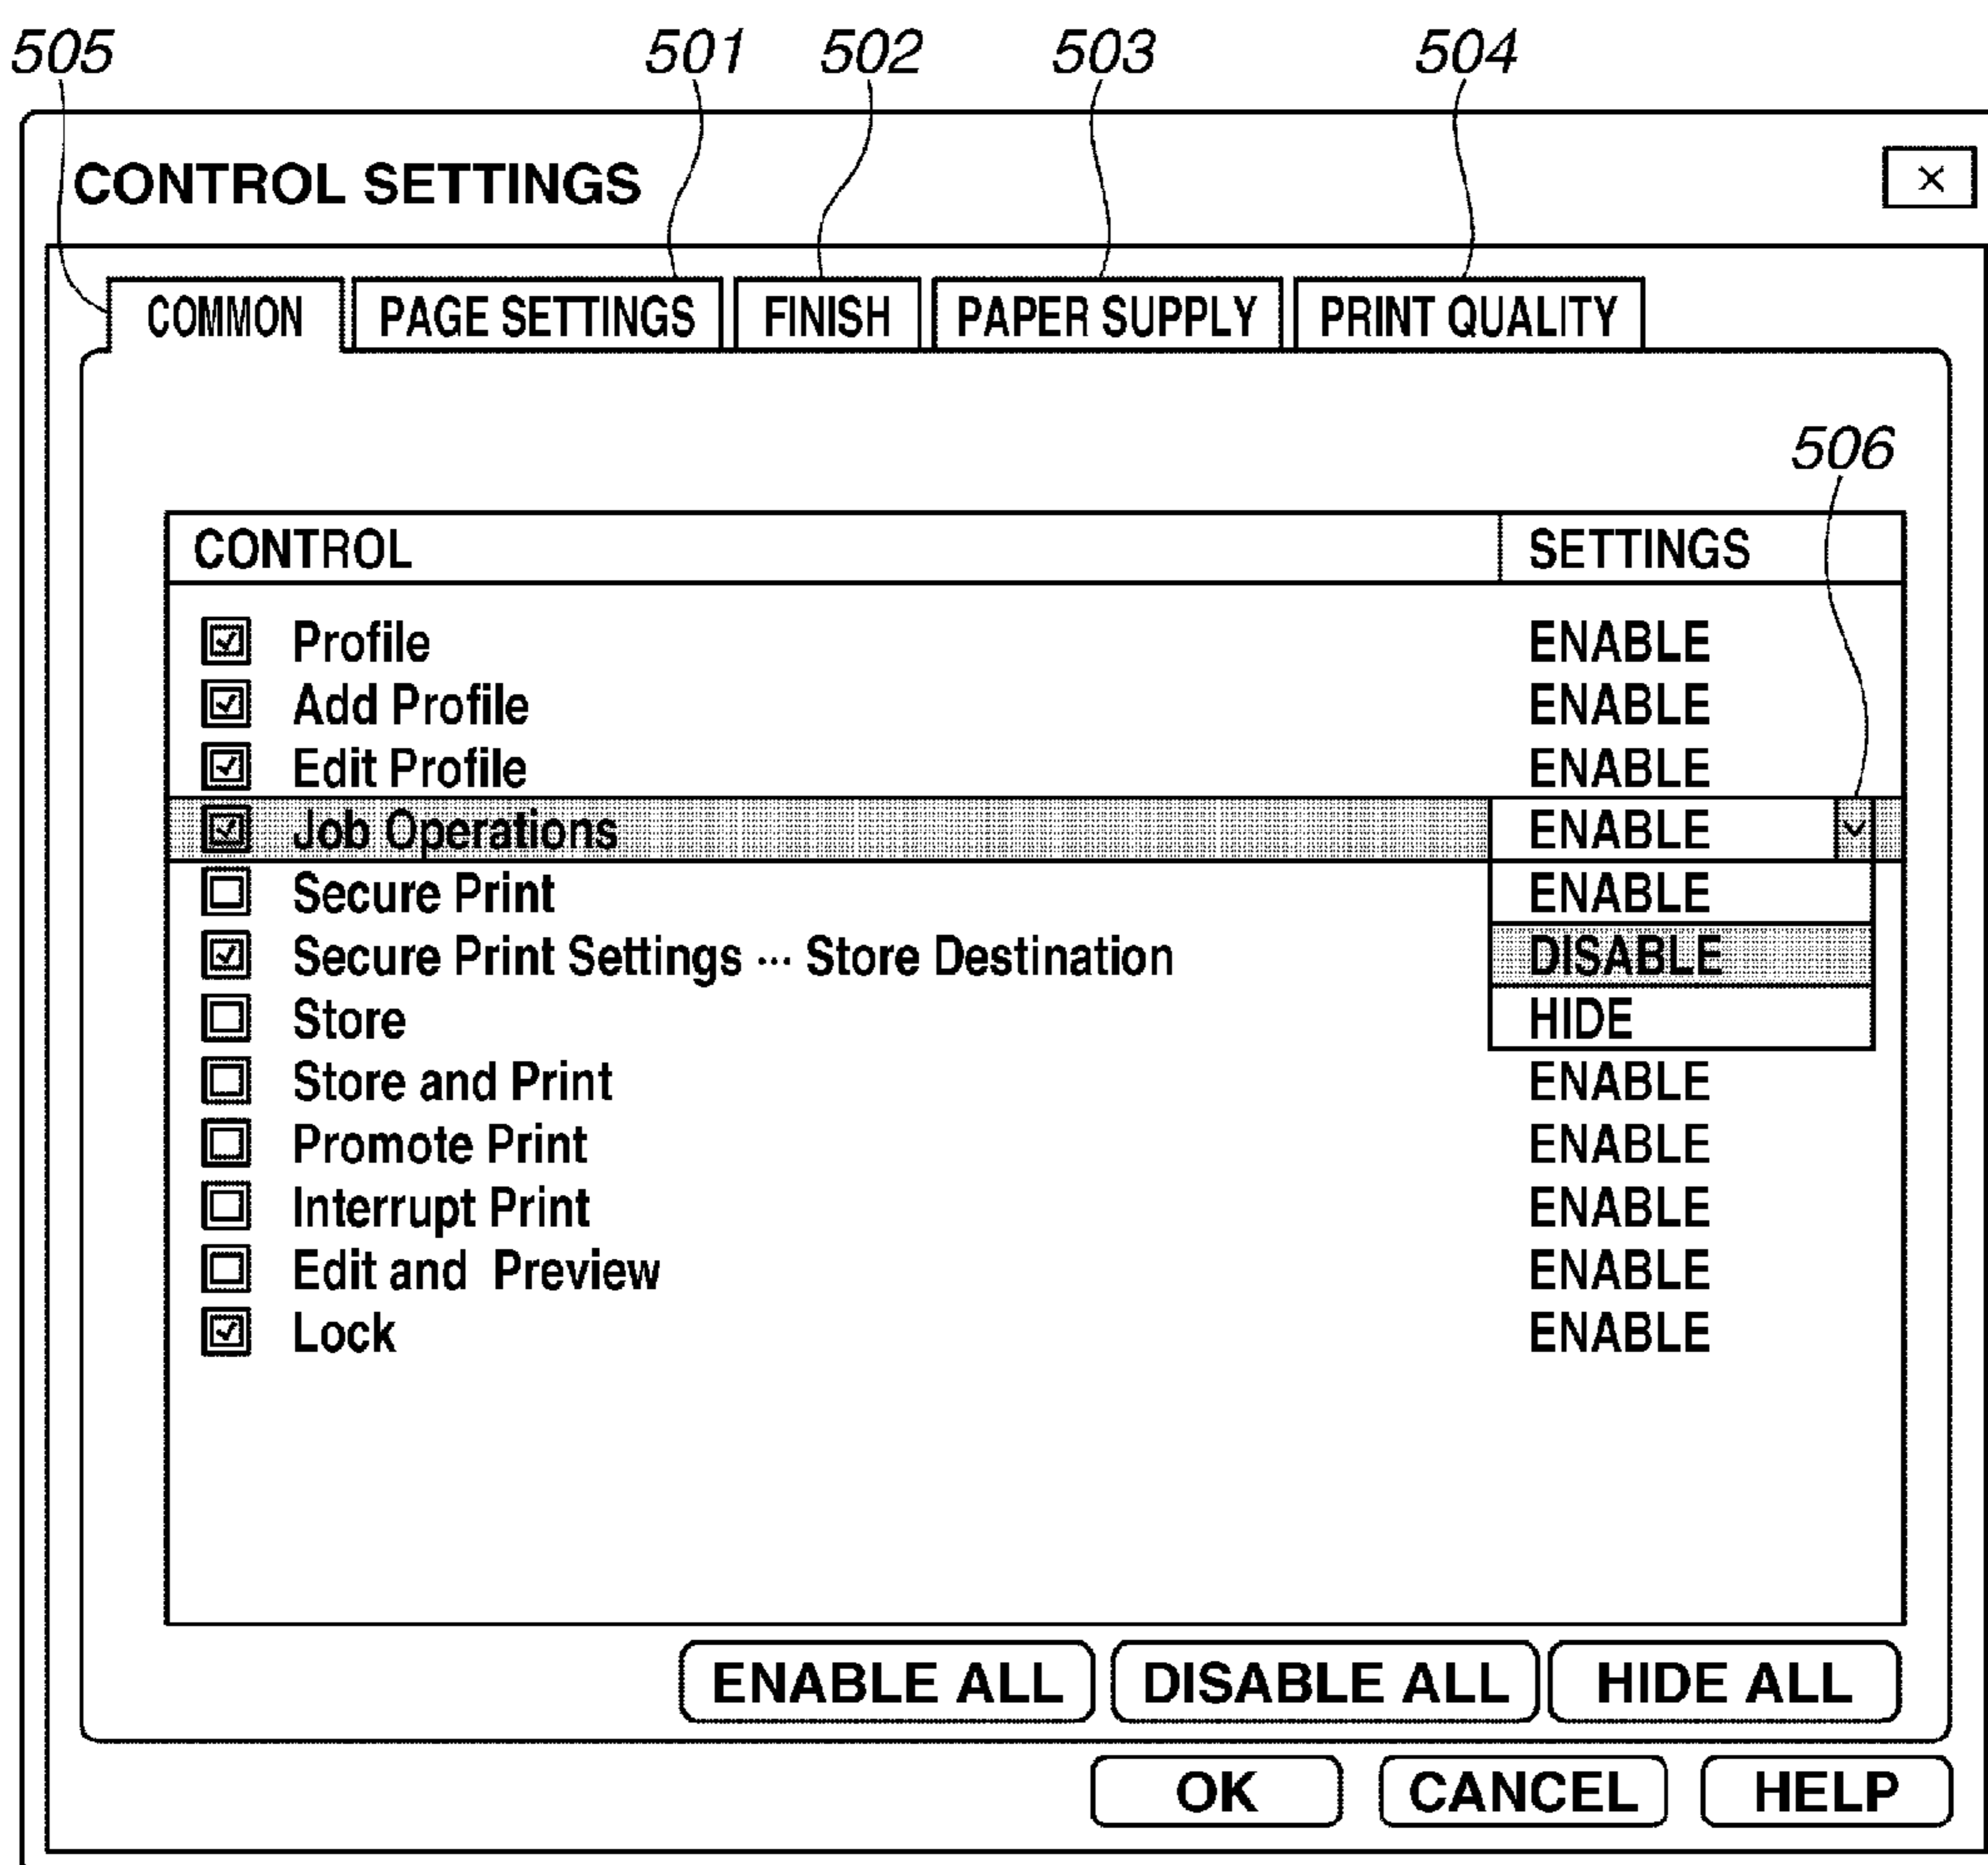 505 501 502 503 504
CONTROL SETTINGS ×
COMMON PAGE SETTINGS FINISH PAPER SUPPLY PRINT QUALITY
506
CONTROL SETTINGS
Profile ENABLE
Add Profile ENABLE
Edit Profile ENABLE
Job Operations ENABLE
Secure Print ENABLE
Secure Print Settings ··· Store Destination DISABLE
Store HIDE
Store and Print ENABLE
Promote Print ENABLE
Interrupt Print ENABLE
Edit and Preview ENABLE
Lock ENABLE
ENABLE ALL DISABLE ALL HIDE ALL
OK CANCEL HELP